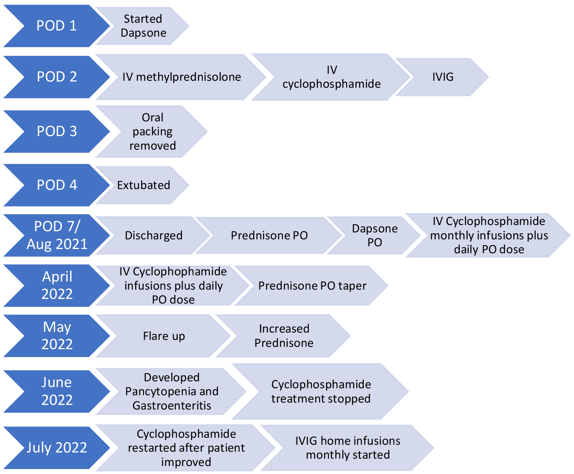 POD 1
Started
Dapsone
POD 2
IV methylprednisolone
IV
cyclophosphamide
IVIG
POD 3
Oral
packing
removed
POD 4
Extubated
POD 7/
Aug 2021
Discharged
Prednisone PO
Dapsone
PO
IV Cyclophosphamide
monthly infusions plus
daily PO dose
April
2022
IV Cyclophophamide
infusions plus daily
PO dose
Prednisone PO taper
May
2022
Flare up
Increased
Prednisone
June
2022
Developed
Pancytopenia and
Gastroenteritis
Cyclophosphamide
treatment stopped
July 2022
Cyclophosphamide
restarted after patient
improved
IVIG home infusions
monthly started